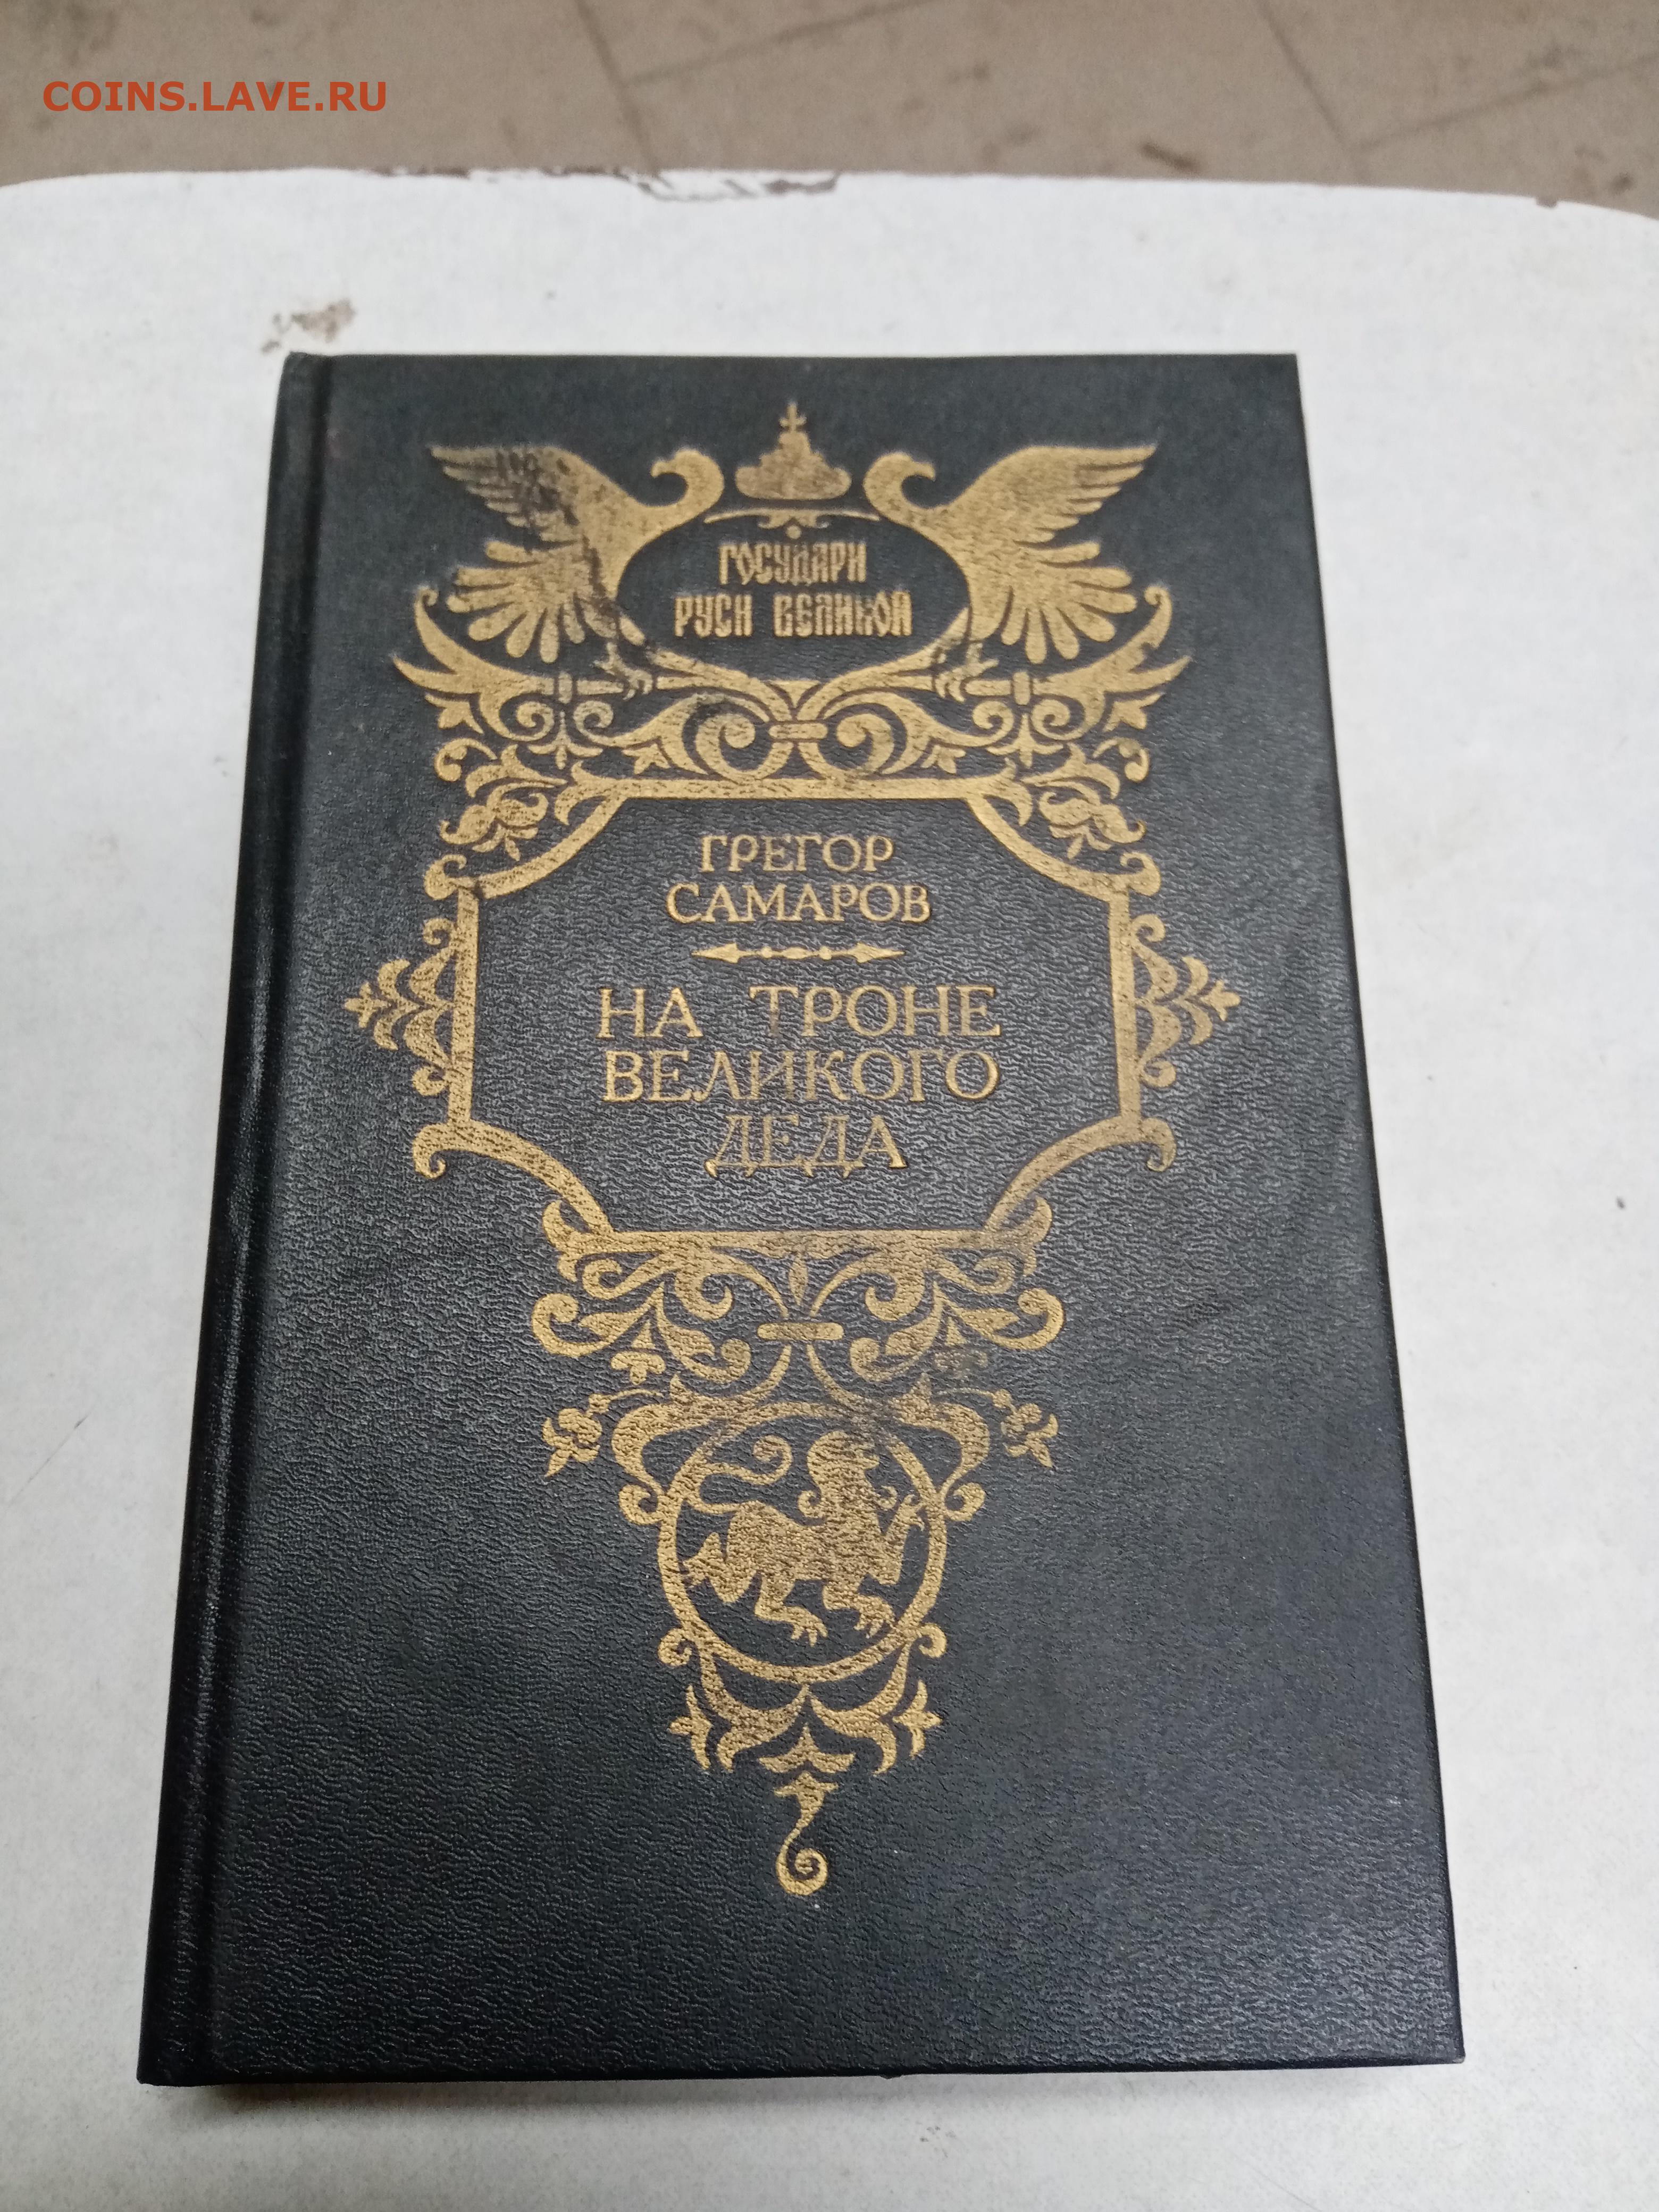 COINS.LAVE.RU
ГОСУДАРИ
РУСИ ВЕЛИКОЙ
ГРЕГОР
САМАРОВ
НА ТРОНЕ
ВЕЛИКОГО
ДЕДА